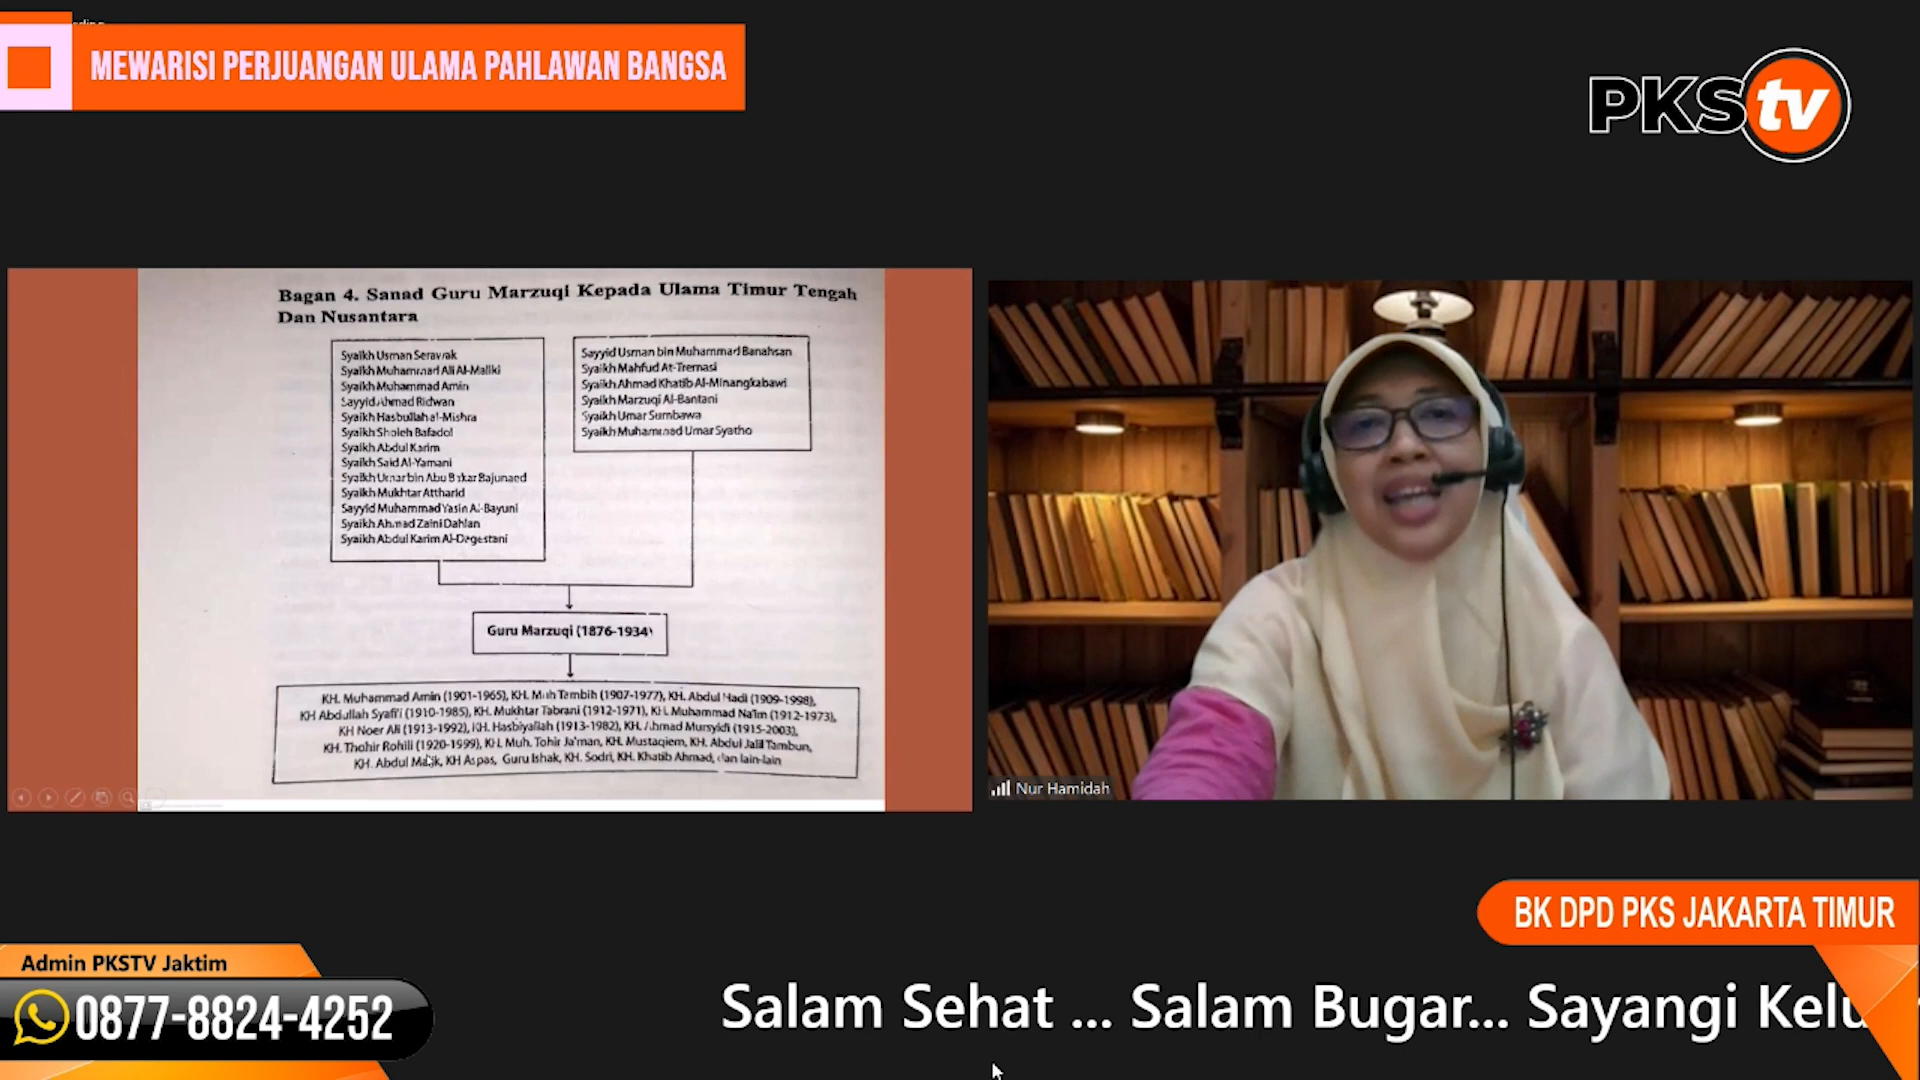 MEWARISI PERJUANGAN ULAMA PAHLAWAN BANGSA
PKS tv
Bagan 4. Sanad Guru Marzuqi Kepada Ulama Timur Tengah
Dan Nusantara
Syaikh Usman Serawak
Syaikh Muhammad Ali Al-Maliki
Syaikh Muhammad Amin
Sayyid Ahmad Ridwan
Syaikh Hasbullah al-Mishra
Syaikh Sholeh Bafadol
Syaikh Abdul Karim
Syaikh Said Al-Yamani
Syaikh Umar bin Abu Bakar Bajunaed
Syaikh Mukhtar Attharid
Sayyid Muhammad Yasin Al-Bayuni
Syaikh Ahmad Zaini Dahlan
Syaikh Abdul Karim Al-Degestani
Sayyid Usman bin Muhammad Banahsan
Syaikh Mahfud At-Tremasi
Syaikh Ahmad Khatib Al-Minangkabawi
Syaikh Marzuqi Al-Bantani
Syaikh Umar Sumbawa
Syaikh Muhammad Umar Syatho
Guru Marzuqi (1876-1934)
KH. Muhammad Amin (1901-1965), KH. Muh Tambih (1907-1977), KH. Abdul Hadi (1909-1998),
KH Abdullah Syafi'i (1910-1985), KH. Mukhtar Tabrani (1912-1971), KH. Muhammad Na'im (1912-1973),
KH Noer Ali (1913-1992), KH. Hasbiyallah (1913-1982), KH. Ahmad Mursyidi (1915-2003),
KH. Thohir Rohili (1920-1999), KH. Muh. Tohir Ja'man, KH. Mustaqiem, KH. Abdul Jalil Tambun,
KH. Abdul Malik, KH Aspas, Guru Ishak, KH. Sodri, KH. Khatib Ahmad, dan lain-lain
Nur Hamidah
BK DPD PKS JAKARTA TIMUR
Admin PKSTV Jaktim
0877-8824-4252
Salam Sehat ... Salam Bugar... Sayangi Kelu